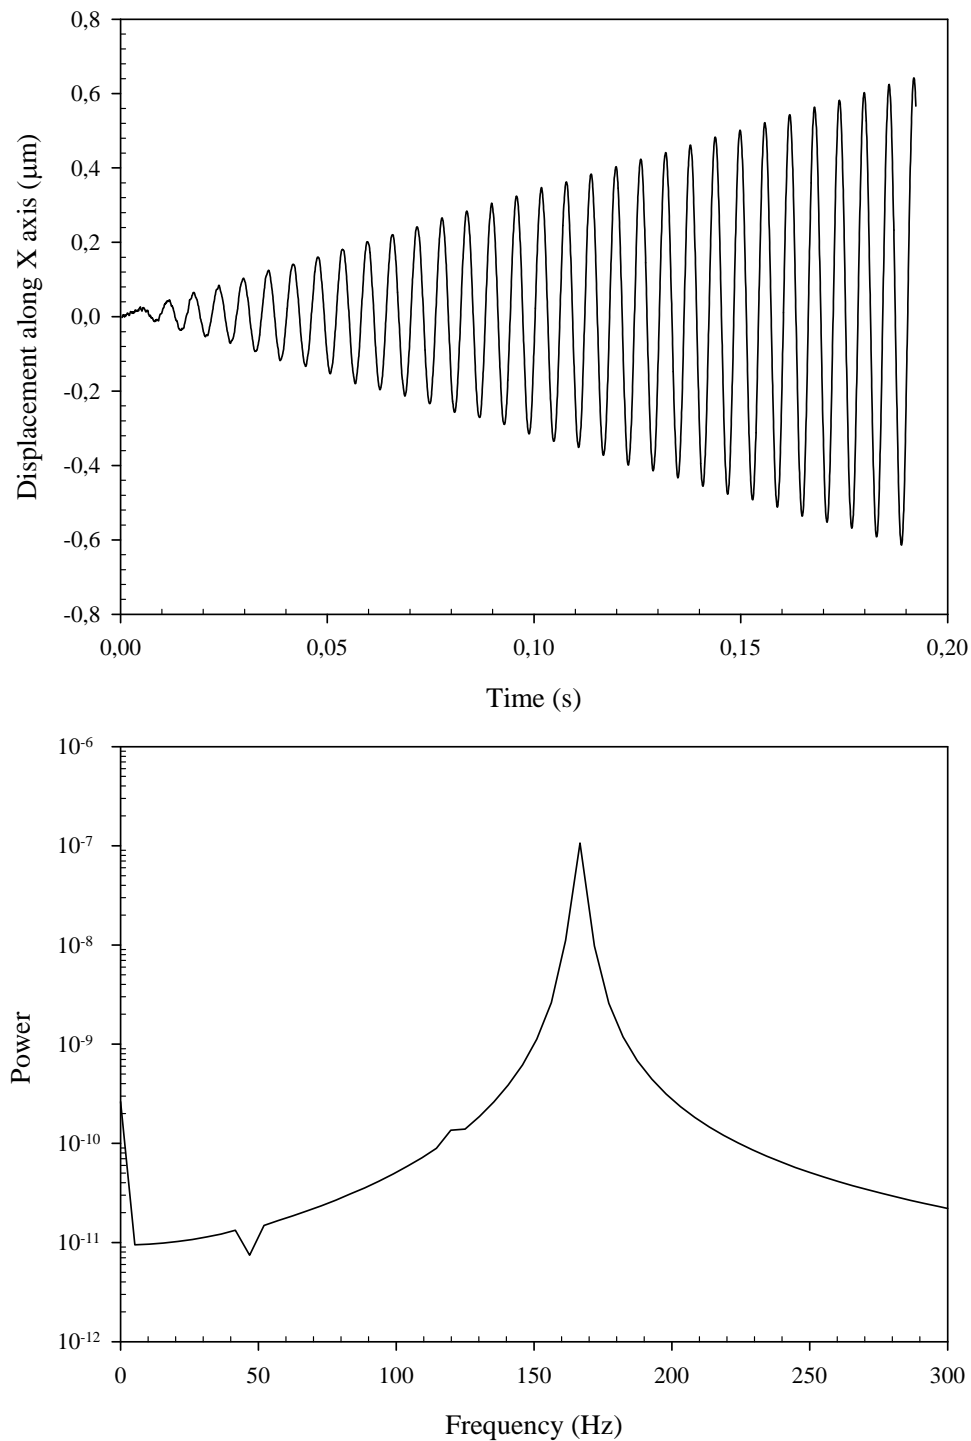 Displacement along X axis (µm)
0,8
0,6
0,4
0,2
0,0
-0,2
-0,4
-0,6
-0,8
0,00 0,05 0,10 0,15 0,20
Time (s)
Power
10⁻⁶
10⁻⁷
10⁻⁸
10⁻⁹
10⁻¹⁰
10⁻¹¹
10⁻¹²
0 50 100 150 200 250 300
Frequency (Hz)